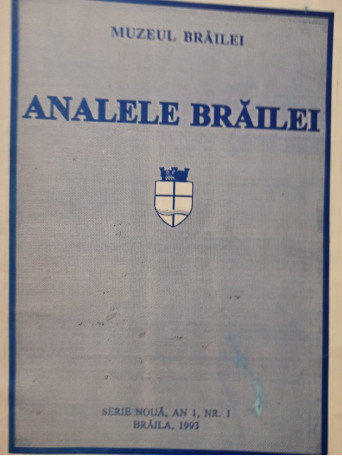 MUZEUL BRĂILEI
ANALELE BRĂILEI
SERIE NOUĂ, AN 1, NR. 1
BRĂILA, 1993